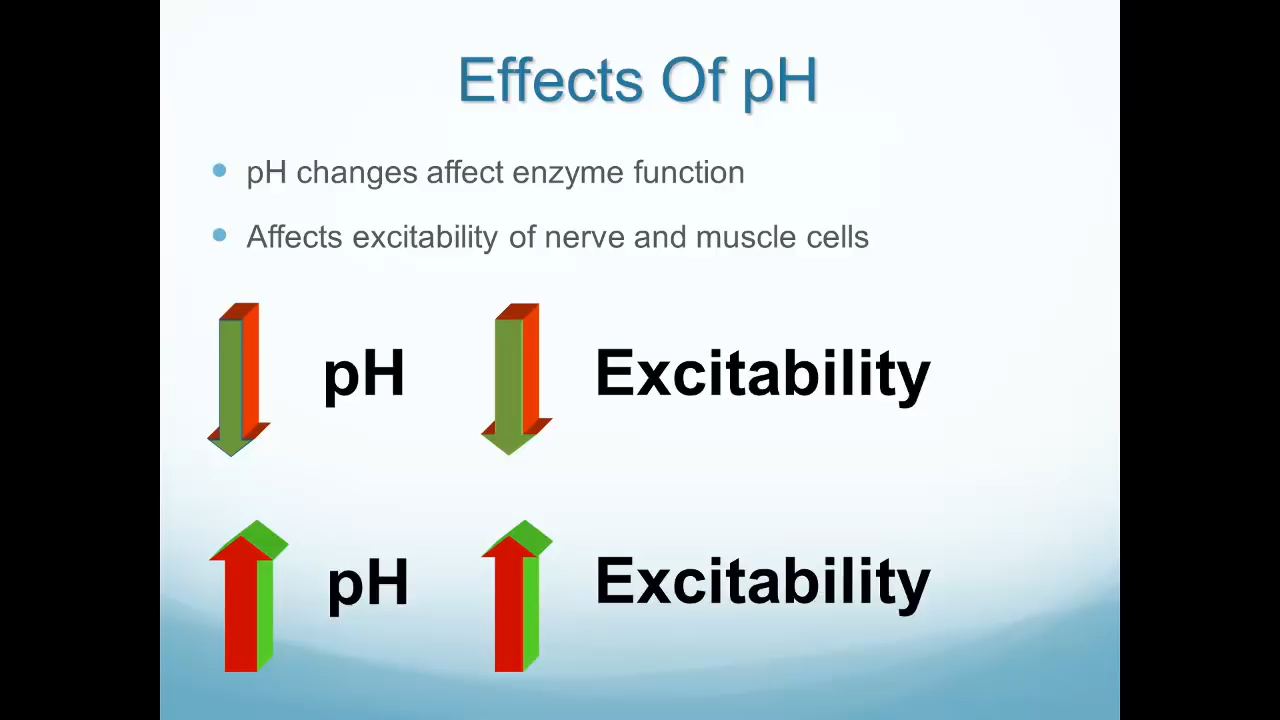 Effects Of pH
pH changes affect enzyme function
Affects excitability of nerve and muscle cells
pH Excitability
pH Excitability